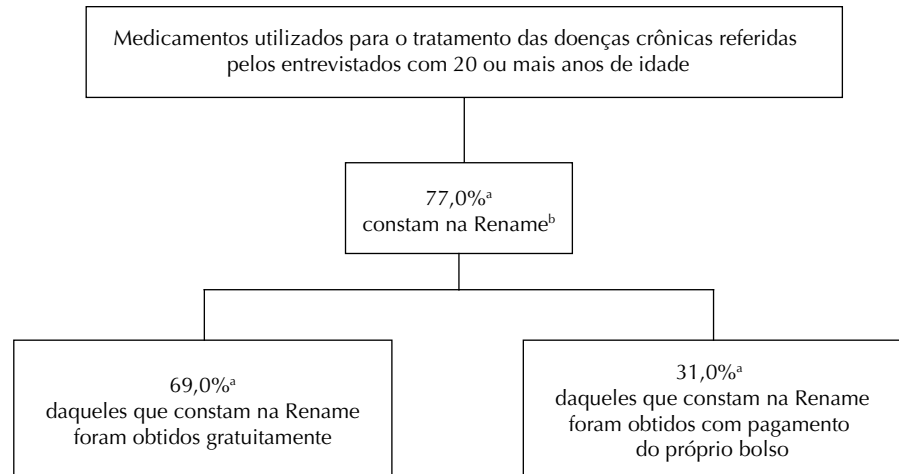 Medicamentos utilizados para o tratamento das doenças crônicas referidas
pelos entrevistados com 20 ou mais anos de idade
77,0%ᵃ
constam na Renameᵇ
69,0%ᵃ
daqueles que constam na Rename
foram obtidos gratuitamente
31,0%ᵃ
daqueles que constam na Rename
foram obtidos com pagamento
do próprio bolso